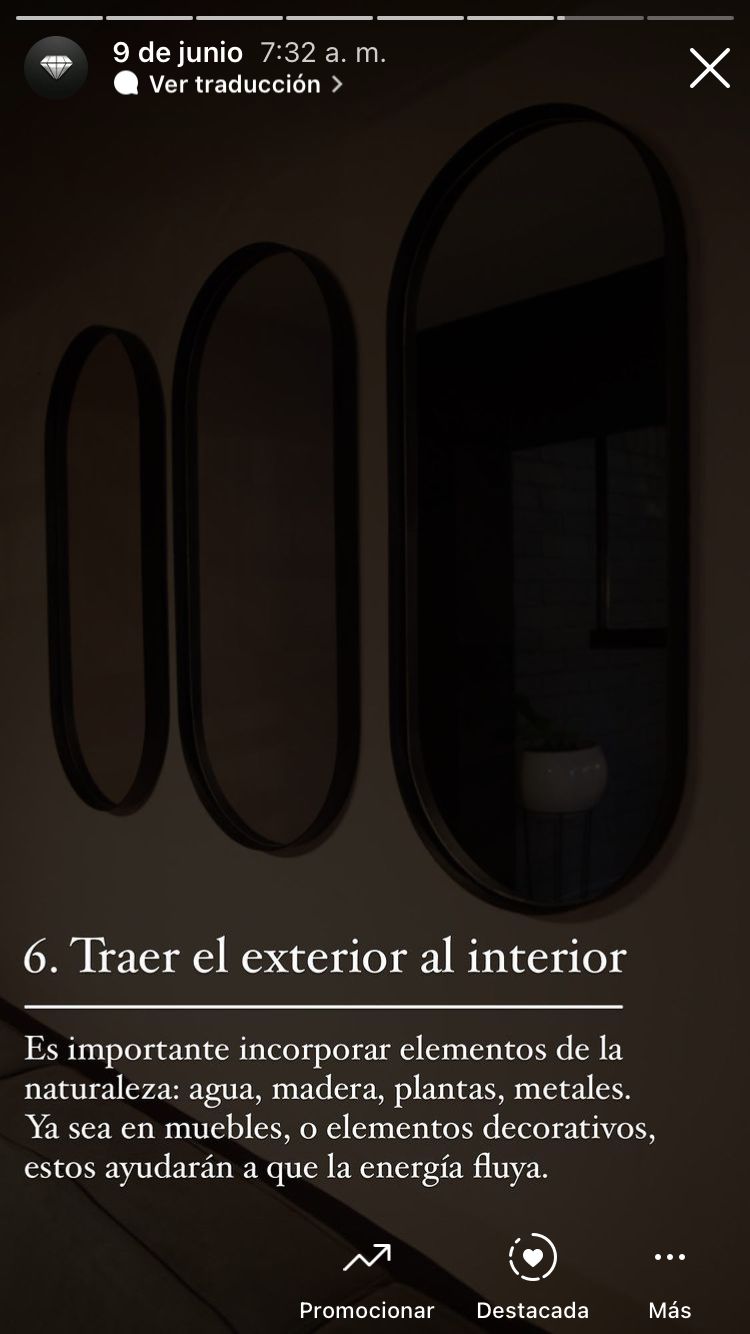 9 de junio 7:32 a. m.
Ver traducción
6. Traer el exterior al interior
Es importante incorporar elementos de la
naturaleza: agua, madera, plantas, metales.
Ya sea en muebles, o elementos decorativos,
estos ayudarán a que la energía fluya.
Promocionar Destacada Más